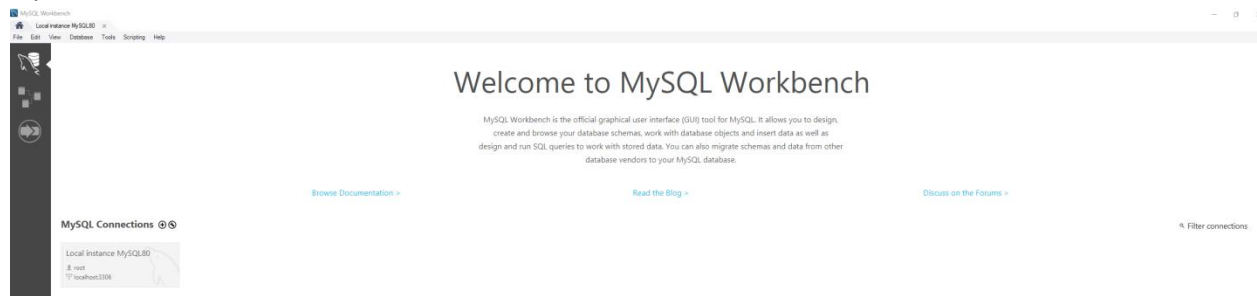 MySQL Workbench
Local instance MySQL80 ×
File Edit View Database Tools Scripting Help
Welcome to MySQL Workbench
MySQL Workbench is the official graphical user interface (GUI) tool for MySQL. It allows you to design,
create and browse your database schemas, work with database objects and insert data as well as
design and run SQL queries to work with stored data. You can also migrate schemas and data from other
database vendors to your MySQL database.
Browse Documentation >
Read the Blog >
Discuss on the Forums >
MySQL Connections
Filter connections
Local instance MySQL80
root
localhost:3306